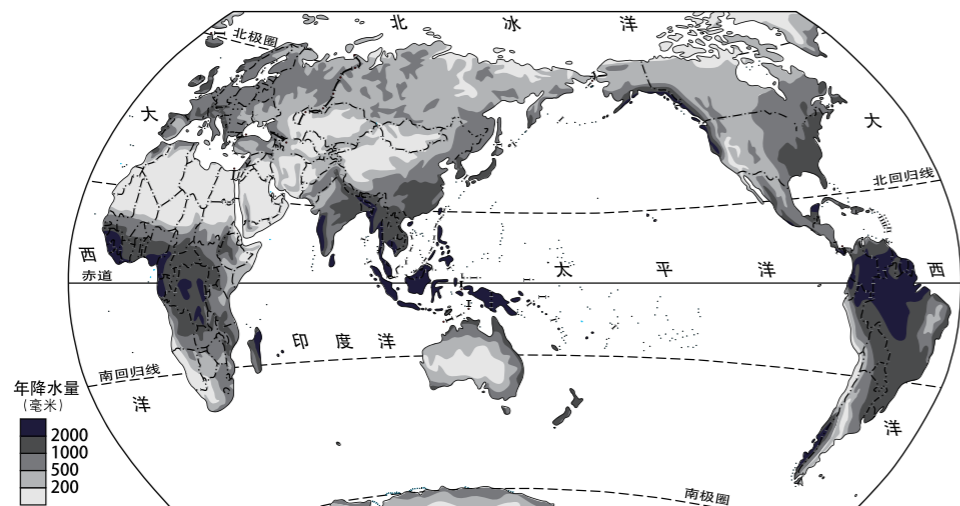 北冰洋
北极圈
大
大
北回归线
西
赤道
太平洋
西
印度洋
南回归线
洋
洋
南极圈
年降水量
(毫米)
2000
1000
500
200